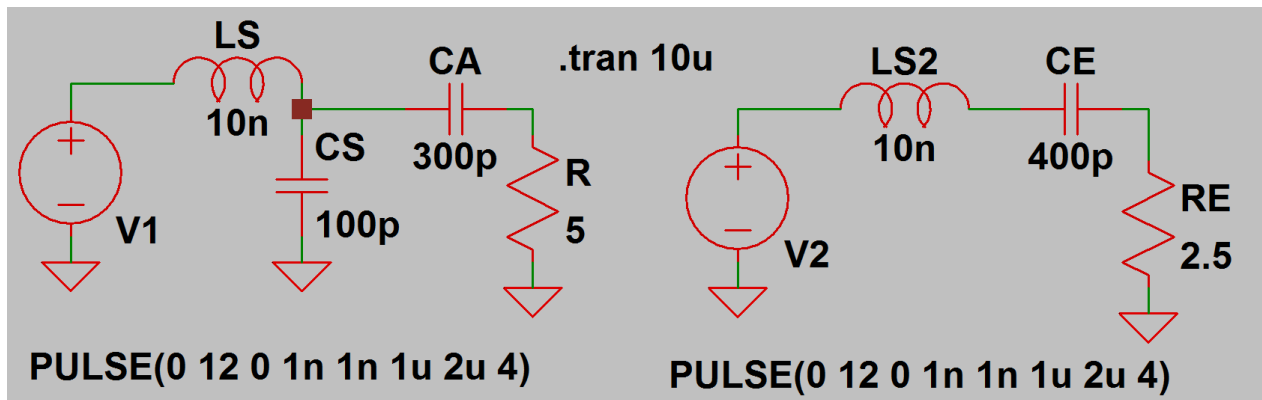 LS
10n
CS
100p
V1
CA
300p
R
5
PULSE(0 12 0 1n 1n 1u 2u 4)
.tran 10u
LS2
10n
CE
400p
RE
2.5
V2
PULSE(0 12 0 1n 1n 1u 2u 4)